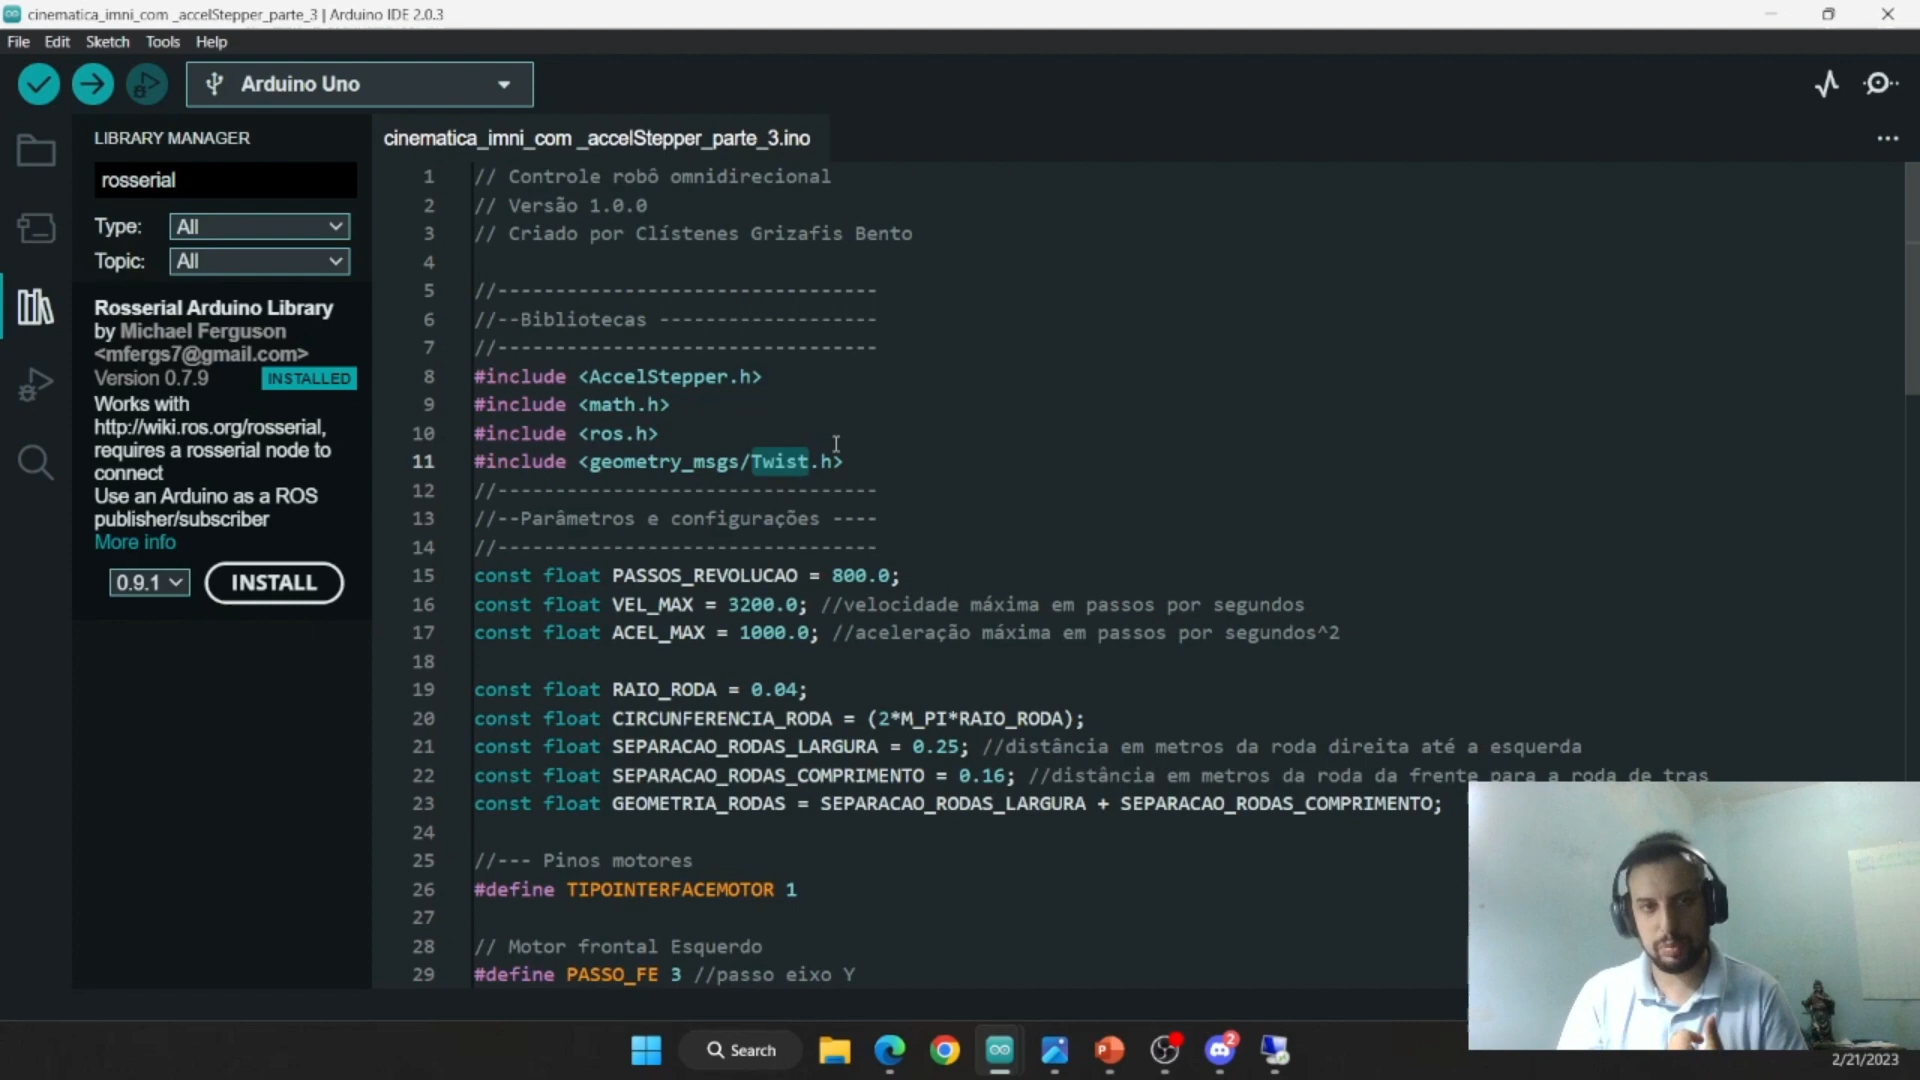 cinematica_imni_com _accelStepper_parte_3 | Arduino IDE 2.0.3
File Edit Sketch Tools Help
Arduino Uno
LIBRARY MANAGER
rosserial
Type: All
Topic: All
Rosserial Arduino Library
by Michael Ferguson
<mfergs7@gmail.com>
Version 0.7.9 INSTALLED
Works with
http://wiki.ros.org/rosserial,
requires a rosserial node to
connect
Use an Arduino as a ROS
publisher/subscriber
More info
0.9.1 INSTALL
cinematica_imni_com _accelStepper_parte_3.ino
1 // Controle robô omnidirecional
2 // Versão 1.0.0
3 // Criado por Clístenes Grizafis Bento
4
5 //---------------------------------
6 //--Bibliotecas -------------------
7 //---------------------------------
8 #include <AccelStepper.h>
9 #include <math.h>
10 #include <ros.h>
11 #include <geometry_msgs/Twist.h>
12 //---------------------------------
13 //--Parâmetros e configurações ----
14 //---------------------------------
15 const float PASSOS_REVOLUCAO = 800.0;
16 const float VEL_MAX = 3200.0; //velocidade máxima em passos por segundos
17 const float ACEL_MAX = 1000.0; //aceleração máxima em passos por segundos^2
18
19 const float RAIO_RODA = 0.04;
20 const float CIRCUNFERENCIA_RODA = (2*M_PI*RAIO_RODA);
21 const float SEPARACAO_RODAS_LARGURA = 0.25; //distância em metros da roda direita até a esquerda
22 const float SEPARACAO_RODAS_COMPRIMENTO = 0.16; //distância em metros da roda da frente para a roda de tras
23 const float GEOMETRIA_RODAS = SEPARACAO_RODAS_LARGURA + SEPARACAO_RODAS_COMPRIMENTO;
24
25 //--- Pinos motores
26 #define TIPOINTERFACEMOTOR 1
27
28 // Motor frontal Esquerdo
29 #define PASSO_FE 3 //passo eixo Y
Search
2
2/21/2023